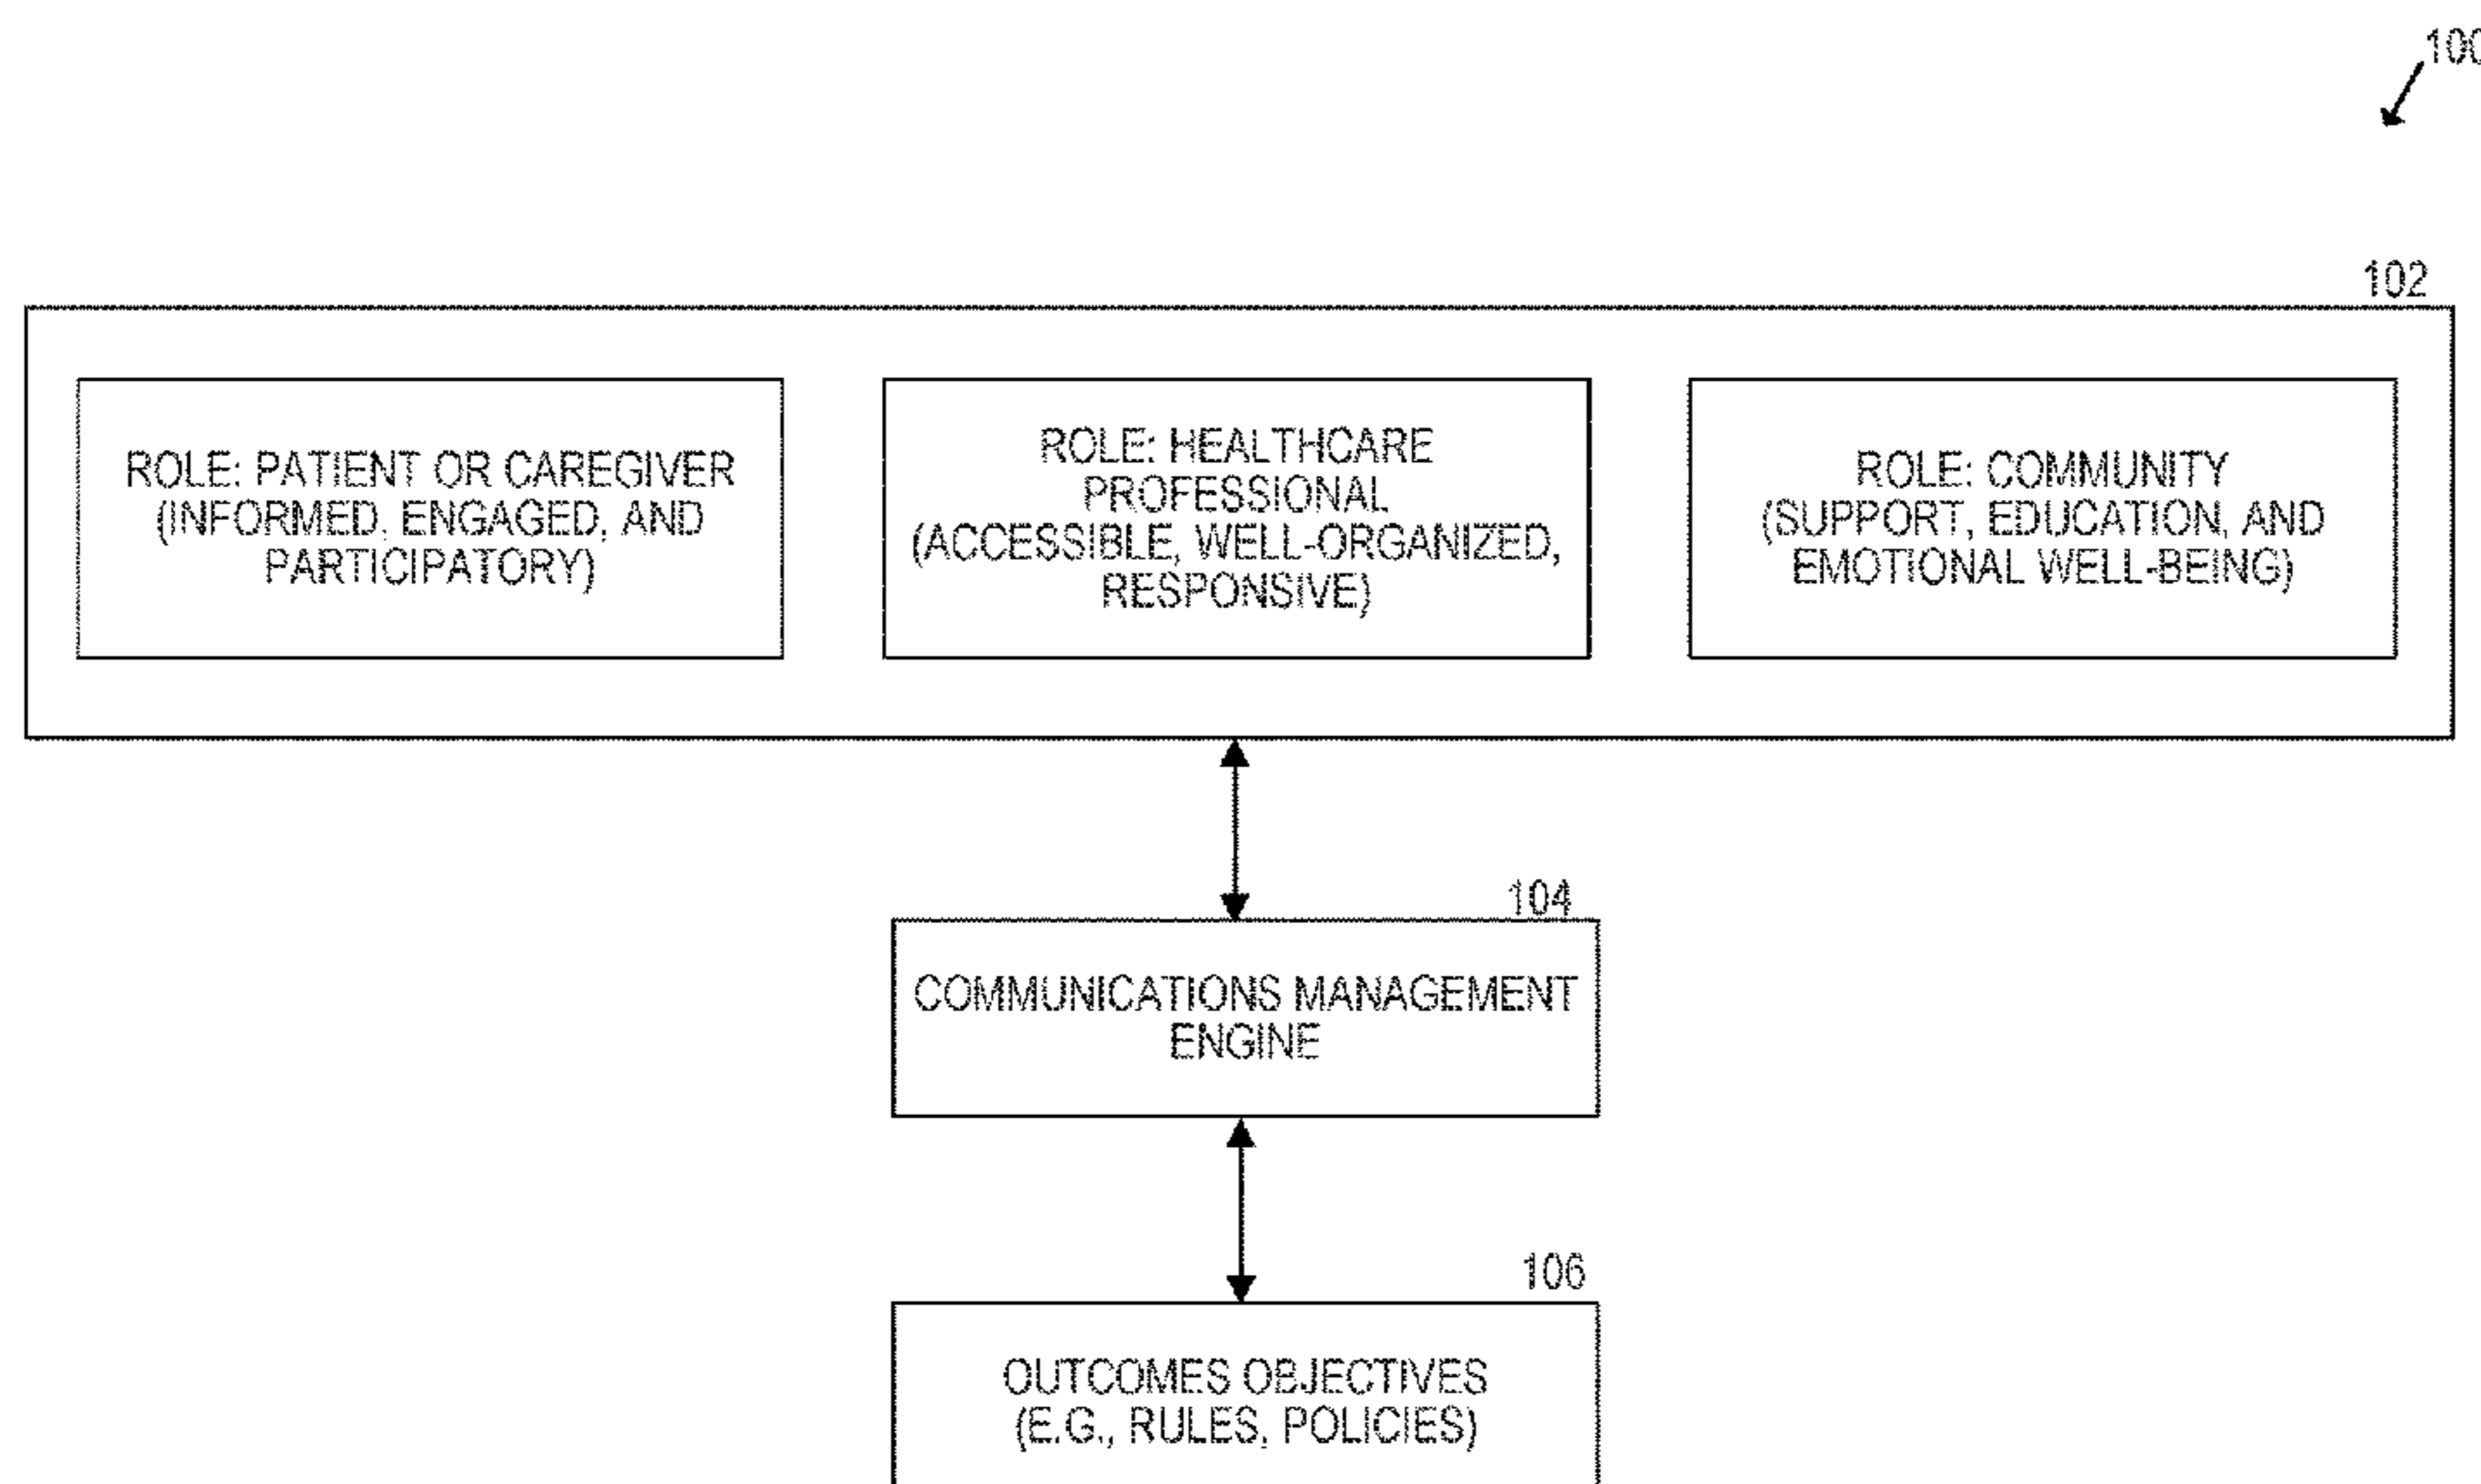 100
102
ROLE: PATIENT OR CAREGIVER
(INFORMED, ENGAGED, AND
PARTICIPATORY)
ROLE: HEALTHCARE
PROFESSIONAL
(ACCESSIBLE, WELL-ORGANIZED,
RESPONSIVE)
ROLE: COMMUNITY
(SUPPORT, EDUCATION, AND
EMOTIONAL WELL-BEING)
104
COMMUNICATIONS MANAGEMENT
ENGINE
106
OUTCOMES OBJECTIVES
(E.G., RULES, POLICIES)